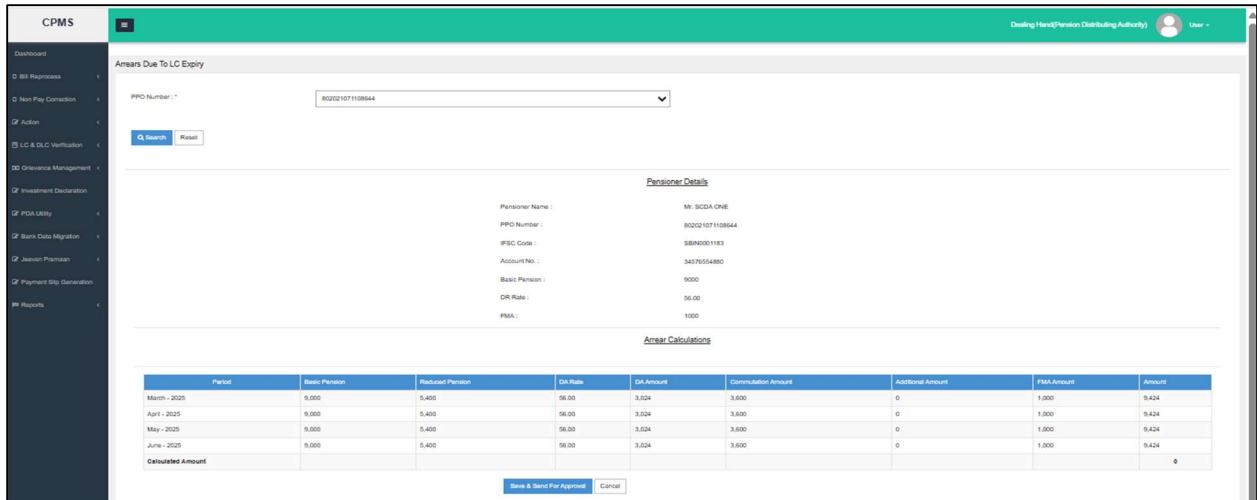 CPMS
Dealing Hand(Pension Distributing Authority) User
Dashboard
Bill Reprocess
Non Pay Correction
Action
LC & DLC Verification
Grievance Management
Investment Declaration
PDA Utility
Bank Data Migration
Jeevan Pramaan
Payment Slip Generation
Reports
Arrears Due To LC Expiry
PPO Number : * 802021071108644
Search Reset
Pensioner Details
Pensioner Name : Mr. SCDA ONE
PPO Number : 802021071108644
IFSC Code : SBIN0001183
Account No. : 34576554880
Basic Pension : 9000
DR Rate : 56.00
FMA : 1000
Arrear Calculations
Period Basic Pension Reduced Pension DA Rate DA Amount Commutation Amount Additional Amount FMA Amount Amount
March - 2025 9,000 5,400 56.00 3,024 3,600 0 1,000 9,424
April - 2025 9,000 5,400 56.00 3,024 3,600 0 1,000 9,424
May - 2025 9,000 5,400 56.00 3,024 3,600 0 1,000 9,424
June - 2025 9,000 5,400 56.00 3,024 3,600 0 1,000 9,424
Calculated Amount 0
Save & Send For Approval Cancel